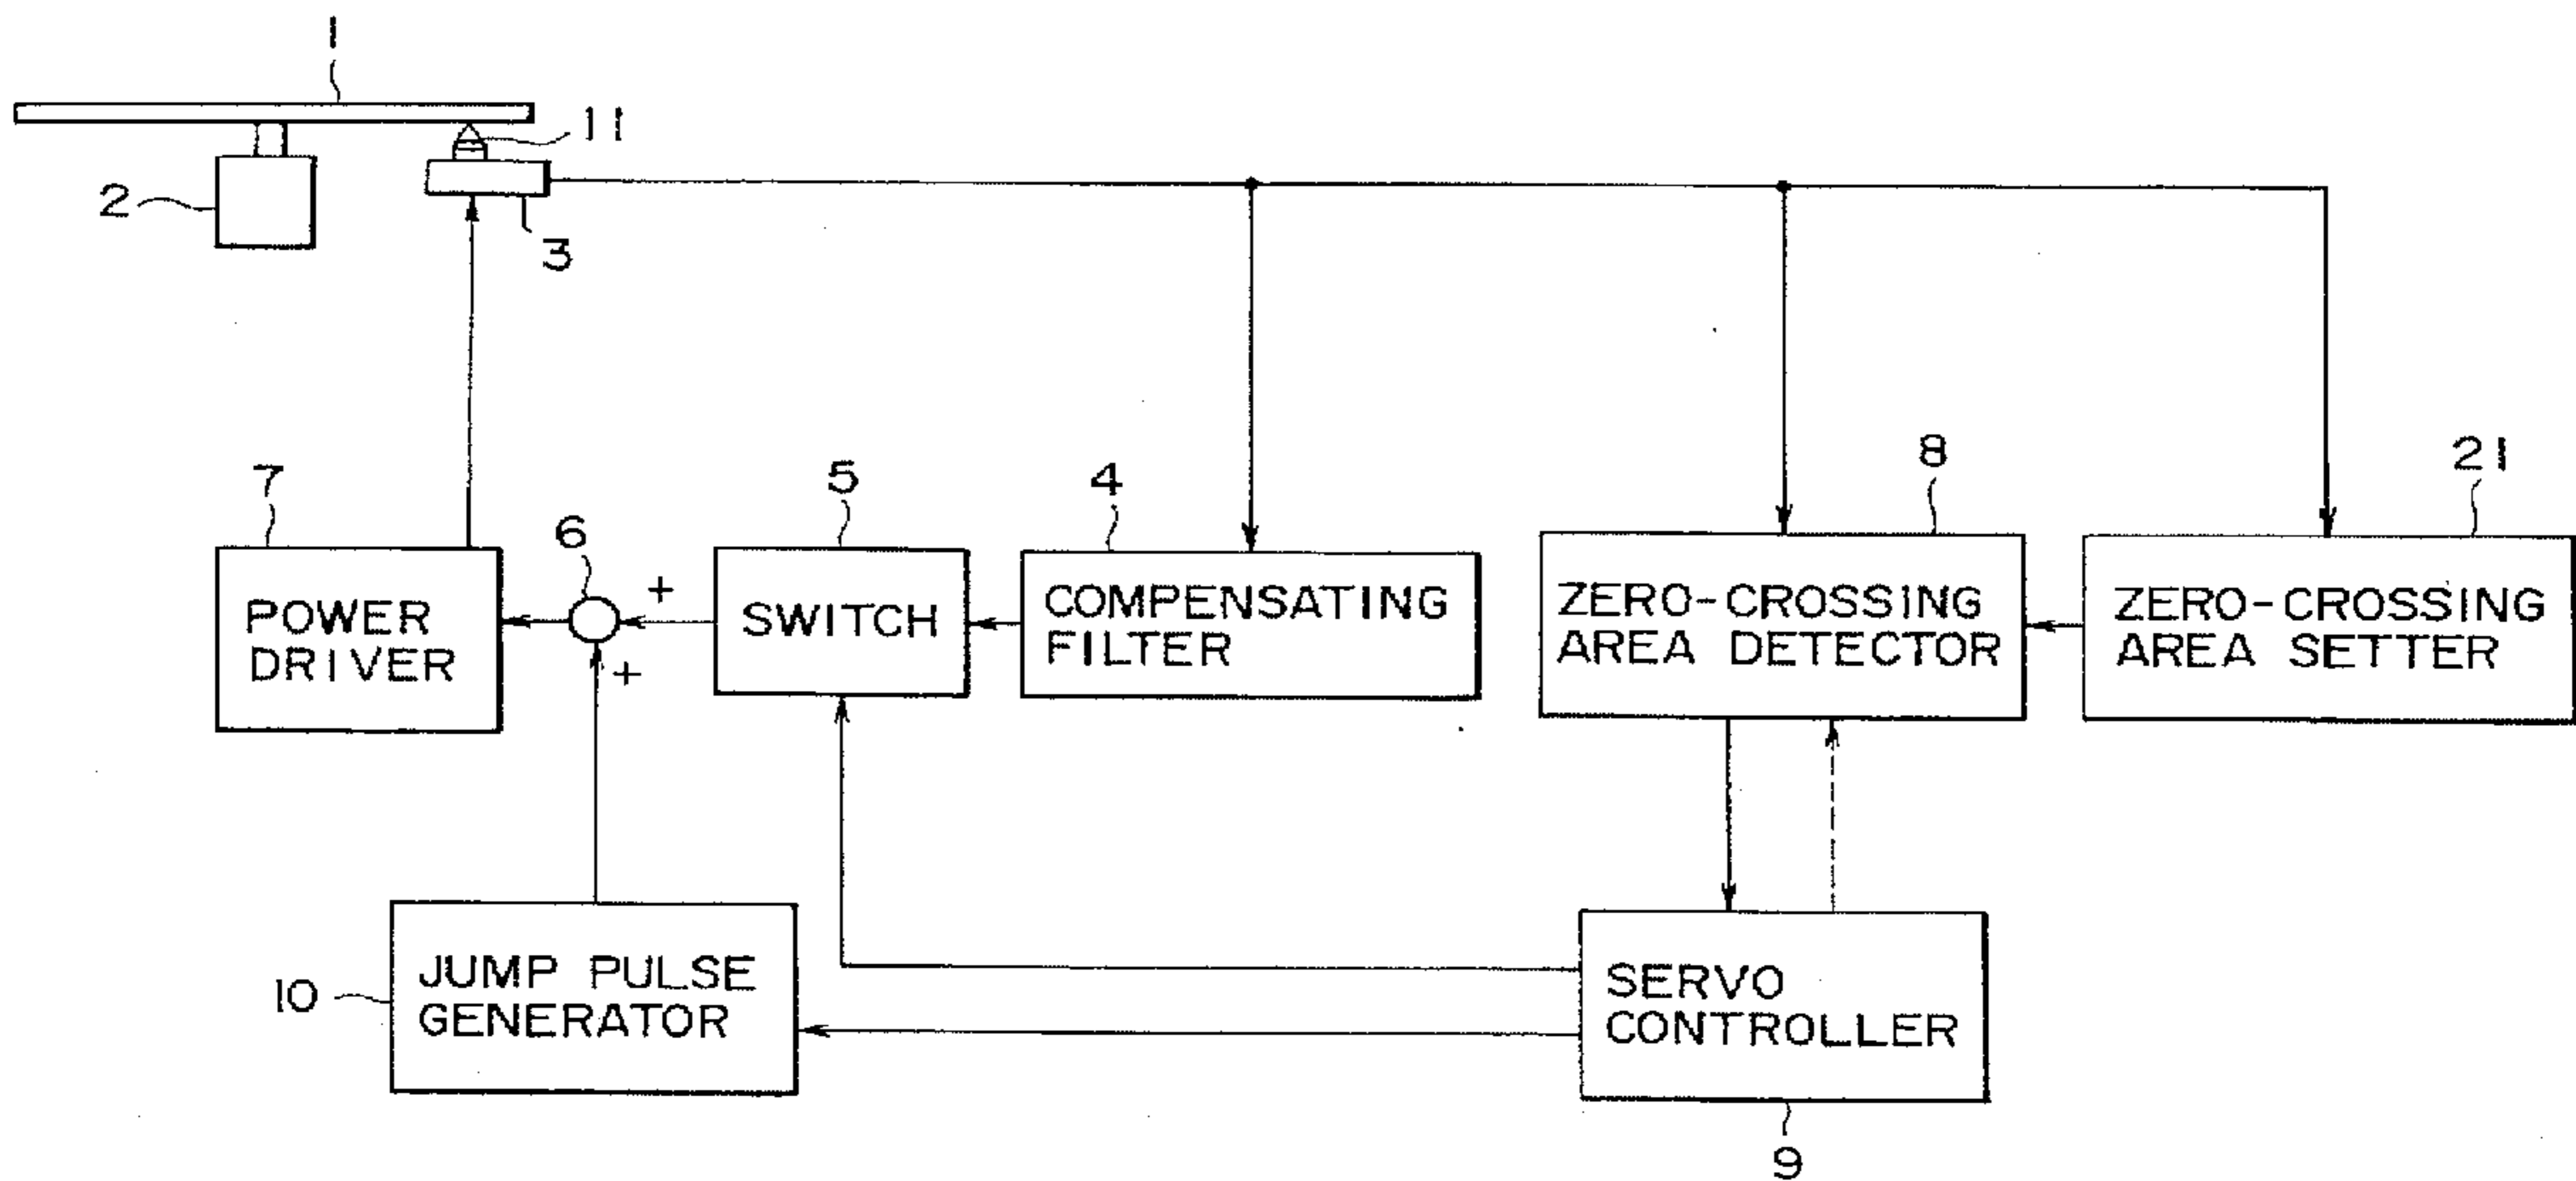 1
11
2
3
7
6
5
4
8
21
+
+
POWER
DRIVER
SWITCH
COMPENSATING
FILTER
ZERO-CROSSING
AREA DETECTOR
ZERO-CROSSING
AREA SETTER
10
JUMP PULSE
GENERATOR
SERVO
CONTROLLER
9